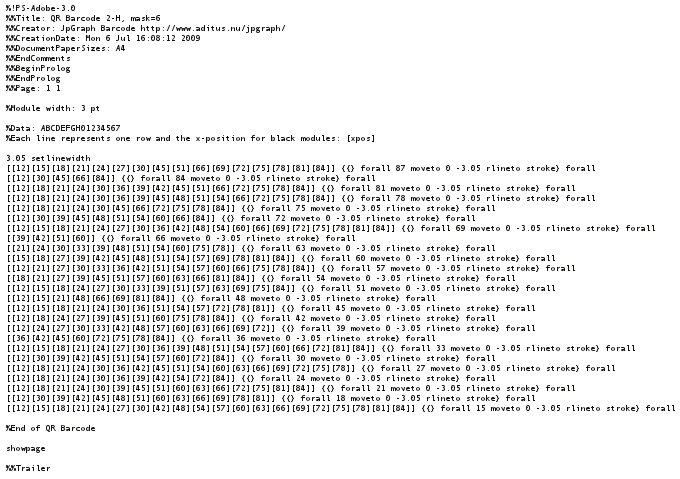 %!PS-Adobe-3.0
%%Title: QR Barcode 2-H, mask=6
%%Creator: JpGraph Barcode http://www.aditus.nu/jpgraph/
%%CreationDate: Mon 6 Jul 16:08:12 2009
%%DocumentPaperSizes: A4
%%EndComments
%%BeginProlog
%%EndProlog
%%Page: 1 1
%Module width: 3 pt
%Data: ABCDEFGH01234567
%Each line represents one row and the x-position for black modules: [xpos]
3.05 setlinewidth
[[12][15][18][21][24][27][30][45][51][66][69][72][75][78][81][84]] {{} forall 87 moveto 0 -3.05 rlineto stroke} forall
[[12][30][45][66][84]] {{} forall 84 moveto 0 -3.05 rlineto stroke} forall
[[12][18][21][24][30][36][39][42][45][51][66][72][75][78][84]] {{} forall 81 moveto 0 -3.05 rlineto stroke} forall
[[12][18][21][24][30][36][39][45][48][51][54][66][72][75][78][84]] {{} forall 78 moveto 0 -3.05 rlineto stroke} forall
[[12][18][21][24][30][45][66][72][75][78][84]] {{} forall 75 moveto 0 -3.05 rlineto stroke} forall
[[12][30][39][45][48][51][54][60][66][84]] {{} forall 72 moveto 0 -3.05 rlineto stroke} forall
[[12][15][18][21][24][27][30][36][42][48][54][60][66][69][72][75][78][81][84]] {{} forall 69 moveto 0 -3.05 rlineto stroke} forall
[[39][42][51][60]] {{} forall 66 moveto 0 -3.05 rlineto stroke} forall
[[21][24][30][33][39][48][51][54][60][75][78]] {{} forall 63 moveto 0 -3.05 rlineto stroke} forall
[[15][18][27][39][42][45][48][51][54][57][69][78][81][84]] {{} forall 60 moveto 0 -3.05 rlineto stroke} forall
[[12][21][27][30][33][36][42][51][54][57][60][66][75][78][84]] {{} forall 57 moveto 0 -3.05 rlineto stroke} forall
[[18][21][27][39][45][51][57][60][63][66][81][84]] {{} forall 54 moveto 0 -3.05 rlineto stroke} forall
[[12][15][18][24][27][30][33][39][51][57][63][69][75][84]] {{} forall 51 moveto 0 -3.05 rlineto stroke} forall
[[12][15][21][48][66][69][81][84]] {{} forall 48 moveto 0 -3.05 rlineto stroke} forall
[[12][15][18][21][24][30][36][51][54][57][72][78][81]] {{} forall 45 moveto 0 -3.05 rlineto stroke} forall
[[12][18][24][27][39][45][51][60][57][75][84]] {{} forall 42 moveto 0 -3.05 rlineto stroke} forall
[[12][24][27][30][33][42][48][57][60][63][66][69][72]] {{} forall 39 moveto 0 -3.05 rlineto stroke} forall
[[36][42][45][60][72][75][78][84]] {{} forall 36 moveto 0 -3.05 rlineto stroke} forall
[[12][15][18][21][24][27][30][36][39][48][51][54][57][60][66][72][81][84]] {{} forall 33 moveto 0 -3.05 rlineto stroke} forall
[[12][30][39][42][45][51][54][57][60][72][84]] {{} forall 30 moveto 0 -3.05 rlineto stroke} forall
[[12][18][21][24][30][36][42][45][51][54][60][63][66][69][72][75][78]] {{} forall 27 moveto 0 -3.05 rlineto stroke} forall
[[12][18][21][24][30][36][39][42][54][72][84]] {{} forall 24 moveto 0 -3.05 rlineto stroke} forall
[[12][18][21][24][30][39][45][51][60][63][66][72][75][81][84]] {{} forall 21 moveto 0 -3.05 rlineto stroke} forall
[[12][30][39][42][45][48][51][60][63][66][69][78][81]] {{} forall 18 moveto 0 -3.05 rlineto stroke} forall
[[12][15][18][21][24][27][30][42][48][54][57][60][63][66][69][72][75][78][81][84]] {{} forall 15 moveto 0 -3.05 rlineto stroke} forall
%End of QR Barcode
showpage
%%Trailer